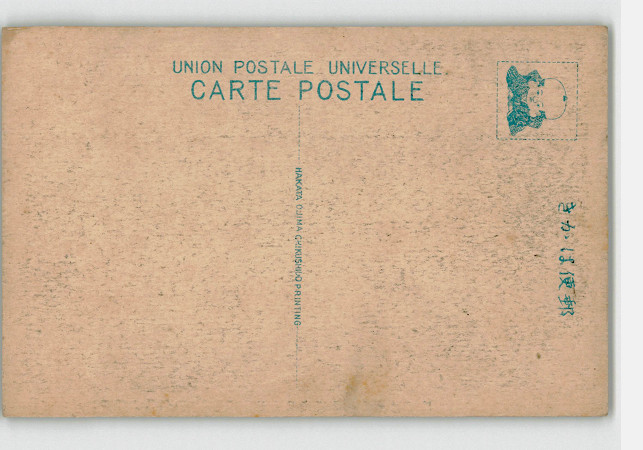 UNION POSTALE UNIVERSELLE
CARTE POSTALE
郵便はかき
HAKATA PRINTING